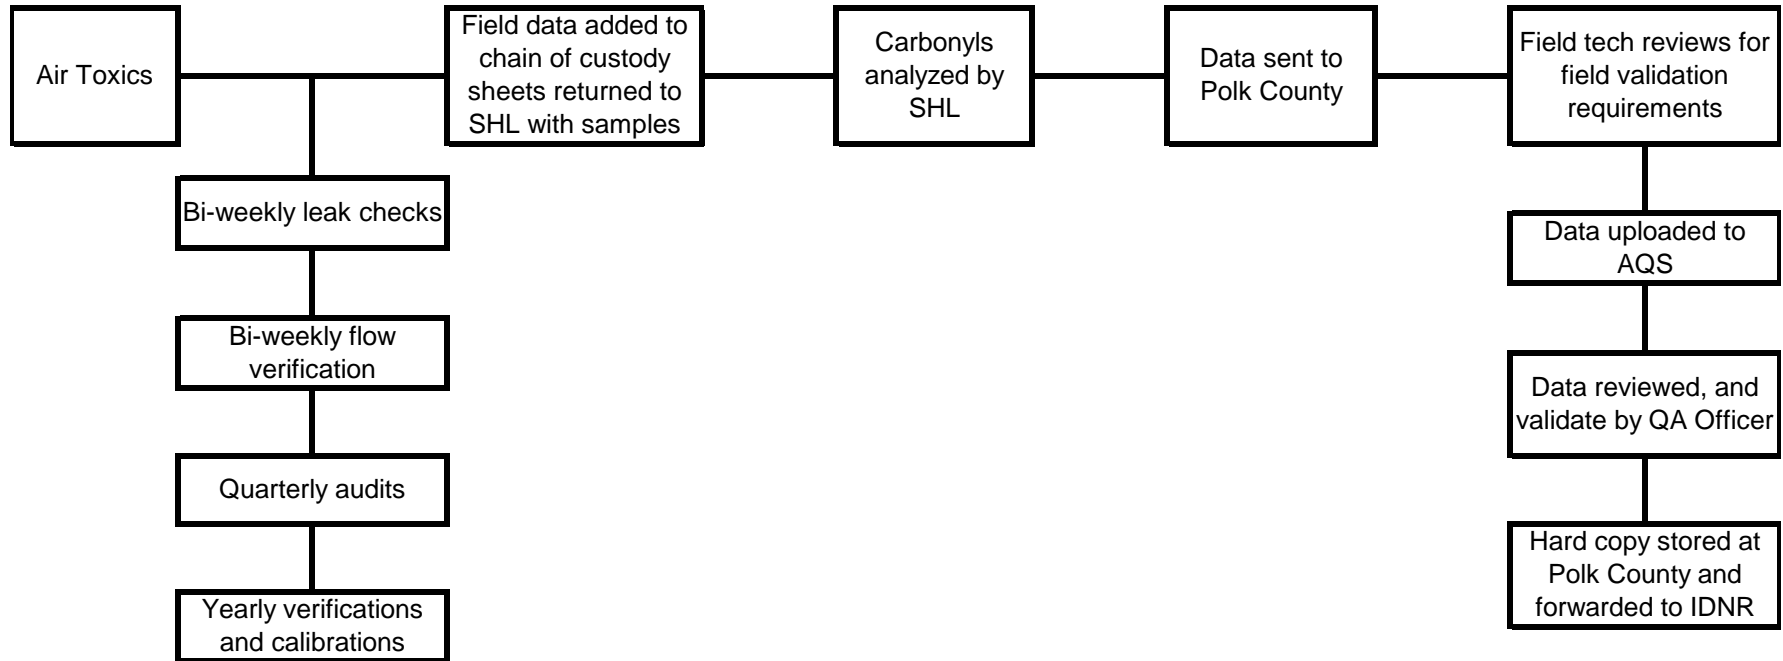 Air Toxics
Field data added to
chain of custody
sheets returned to
SHL with samples
Carbonyls
analyzed by
SHL
Data sent to
Polk County
Field tech reviews for
field validation
requirements
Bi-weekly leak checks
Bi-weekly flow
verification
Quarterly audits
Yearly verifications
and calibrations
Data uploaded to
AQS
Data reviewed, and
validate by QA Officer
Hard copy stored at
Polk County and
forwarded to IDNR